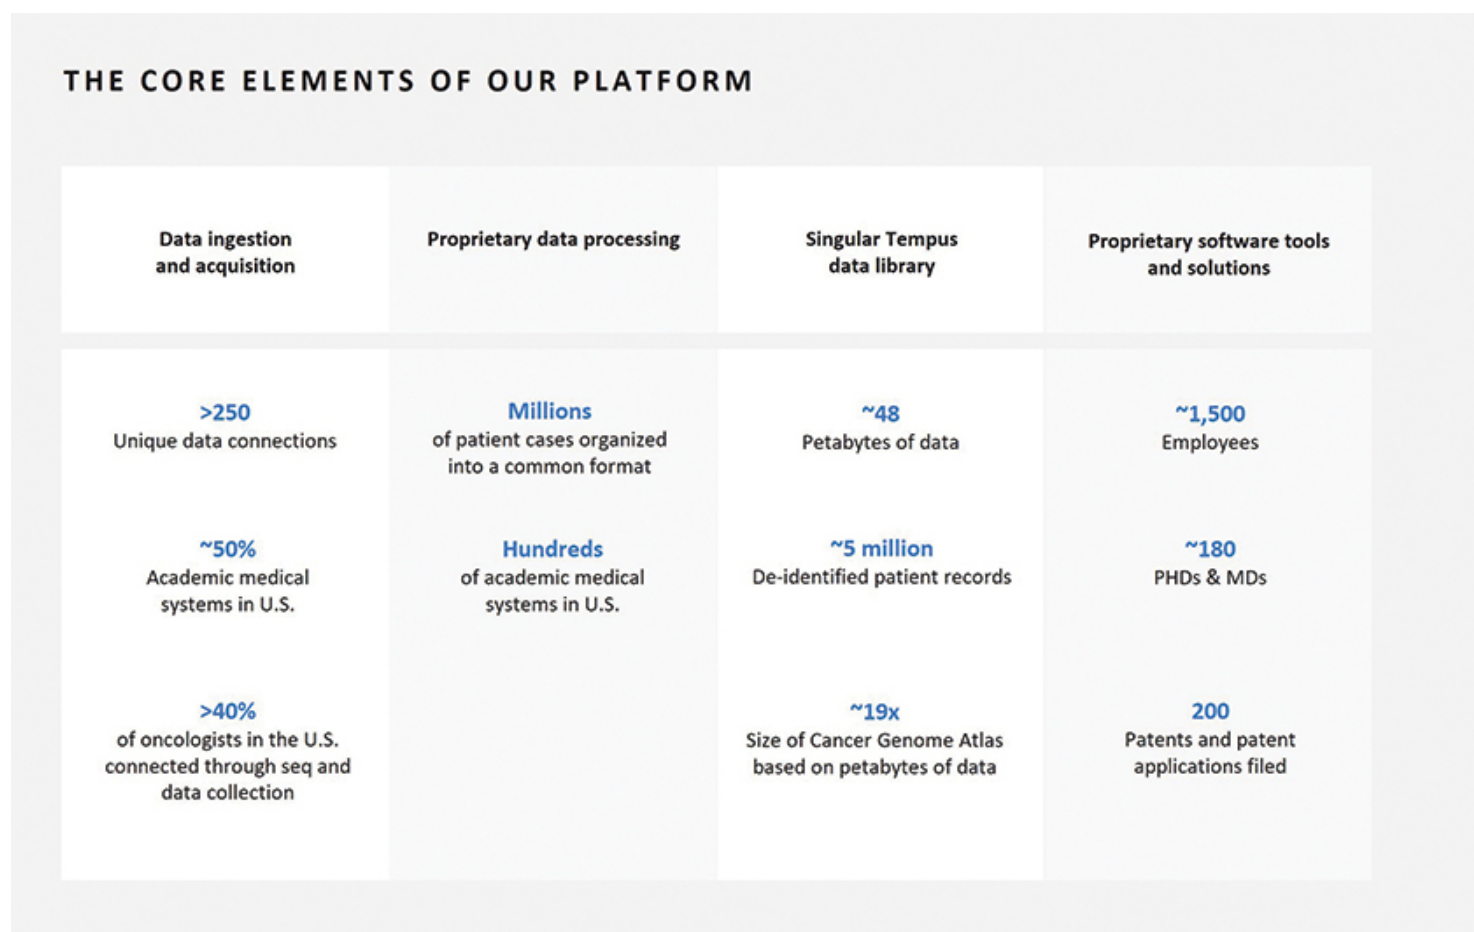 THE CORE ELEMENTS OF OUR PLATFORM
Data ingestion
and acquisition
Proprietary data processing
Singular Tempus
data library
Proprietary software tools
and solutions
>250
Unique data connections
~50%
Academic medical
systems in U.S.
>40%
of oncologists in the U.S.
connected through seq and
data collection
Millions
of patient cases organized
into a common format
Hundreds
of academic medical
systems in U.S.
~48
Petabytes of data
~5 million
De-identified patient records
~19x
Size of Cancer Genome Atlas
based on petabytes of data
~1,500
Employees
~180
PHDs & MDs
200
Patents and patent
applications filed